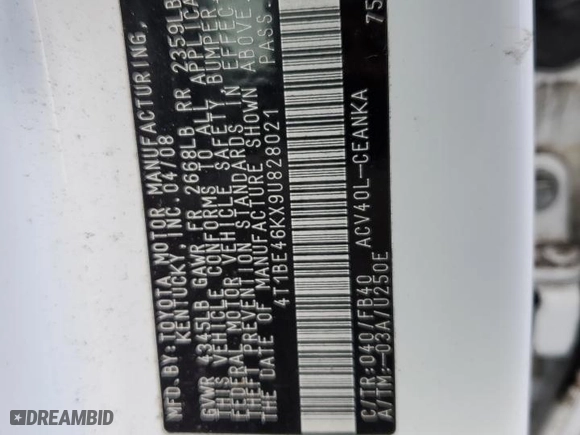 MFD.BY:TOYOTA MOTOR MANUFACTURING,
KENTUCKY, INC. 04/08
GVWR 4345LB GAWR FR 2668LB RR 2359LB
THIS VEHICLE CONFORMS TO ALL APPLICA
FEDERAL MOTOR VEHICLE SAFETY, BUMPER,
THEFT PREVENTION STANDARDS IN EFFEC
THE DATE OF MANUFACTURE SHOWN ABOVE.
4T1BE46KX9U828021 PASS
C/TR:040/FB40 ACV40L-CEANKA 75
A/TM:-03A/U250E
DREAMBID